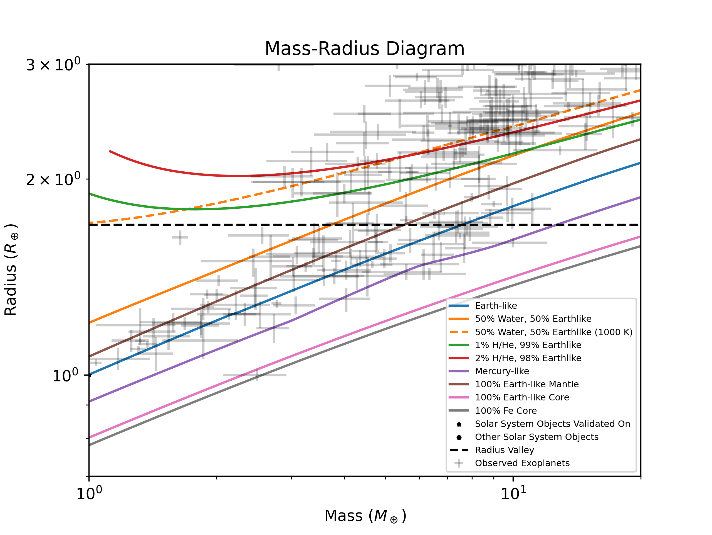 Mass-Radius Diagram
3 × 10⁰
2 × 10⁰
10⁰
Radius (R⊕)
10⁰
10¹
Mass (M⊕)
Earth-like
50% Water, 50% Earthlike
50% Water, 50% Earthlike (1000 K)
1% H/He, 99% Earthlike
2% H/He, 98% Earthlike
Mercury-like
100% Earth-like Mantle
100% Earth-like Core
100% Fe Core
Solar System Objects Validated On
Other Solar System Objects
Radius Valley
Observed Exoplanets